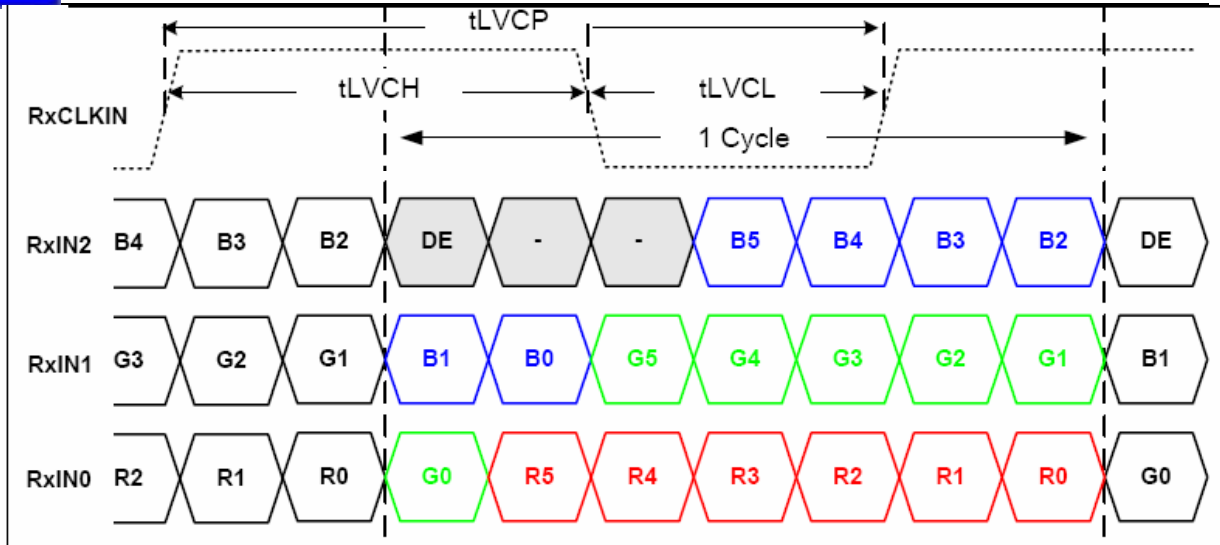 tLVCP
tLVCH tLVCL
RxCLKIN
1 Cycle
RxIN2 B4 B3 B2 DE - - B5 B4 B3 B2 DE
RxIN1 G3 G2 G1 B1 B0 G5 G4 G3 G2 G1 B1
RxIN0 R2 R1 R0 G0 R5 R4 R3 R2 R1 R0 G0